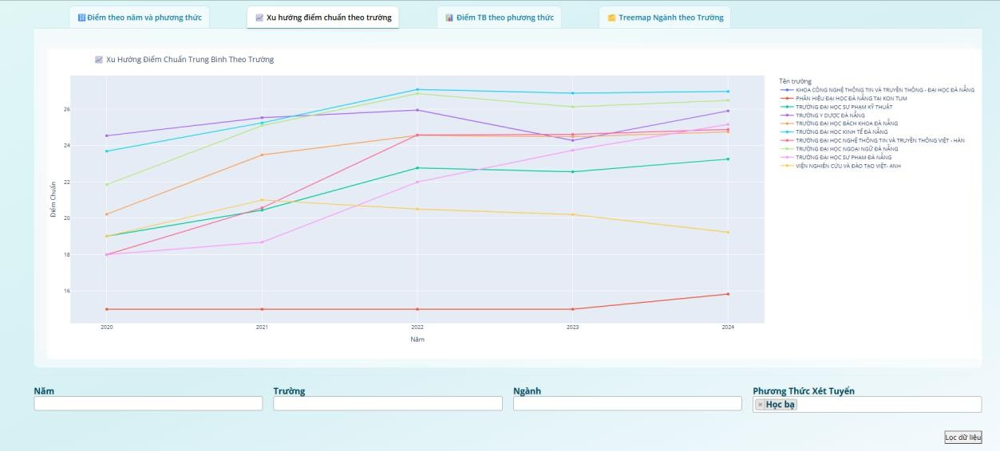 Điểm theo năm và phương thức
Xu hướng điểm chuẩn theo trường
Điểm TB theo phương thức
Treemap Ngành theo Trường
Xu Hướng Điểm Chuẩn Trung Bình Theo Trường
Tên trường
KHOA CÔNG NGHỆ THÔNG TIN VÀ TRUYỀN THÔNG - ĐẠI HỌC ĐÀ NẴNG
PHÂN HIỆU ĐẠI HỌC ĐÀ NẴNG TẠI KON TUM
TRƯỜNG ĐẠI HỌC SƯ PHẠM KỸ THUẬT
TRƯỜNG Y DƯỢC ĐÀ NẴNG
TRƯỜNG ĐẠI HỌC BÁCH KHOA ĐÀ NẴNG
TRƯỜNG ĐẠI HỌC KINH TẾ ĐÀ NẴNG
TRƯỜNG ĐẠI HỌC NGHỆ THÔNG TIN VÀ TRUYỀN THÔNG VIỆT - HÀN
TRƯỜNG ĐẠI HỌC NGOẠI NGỮ ĐÀ NẴNG
TRƯỜNG ĐẠI HỌC SƯ PHẠM ĐÀ NẴNG
VIỆN NGHIÊN CỨU VÀ ĐÀO TẠO VIỆT- ANH
26
24
22
20
18
16
Điểm Chuẩn
2020
2021
2022
2023
2024
Năm
Năm
Trường
Ngành
Phương Thức Xét Tuyển
× Học bạ
Lọc dữ liệu